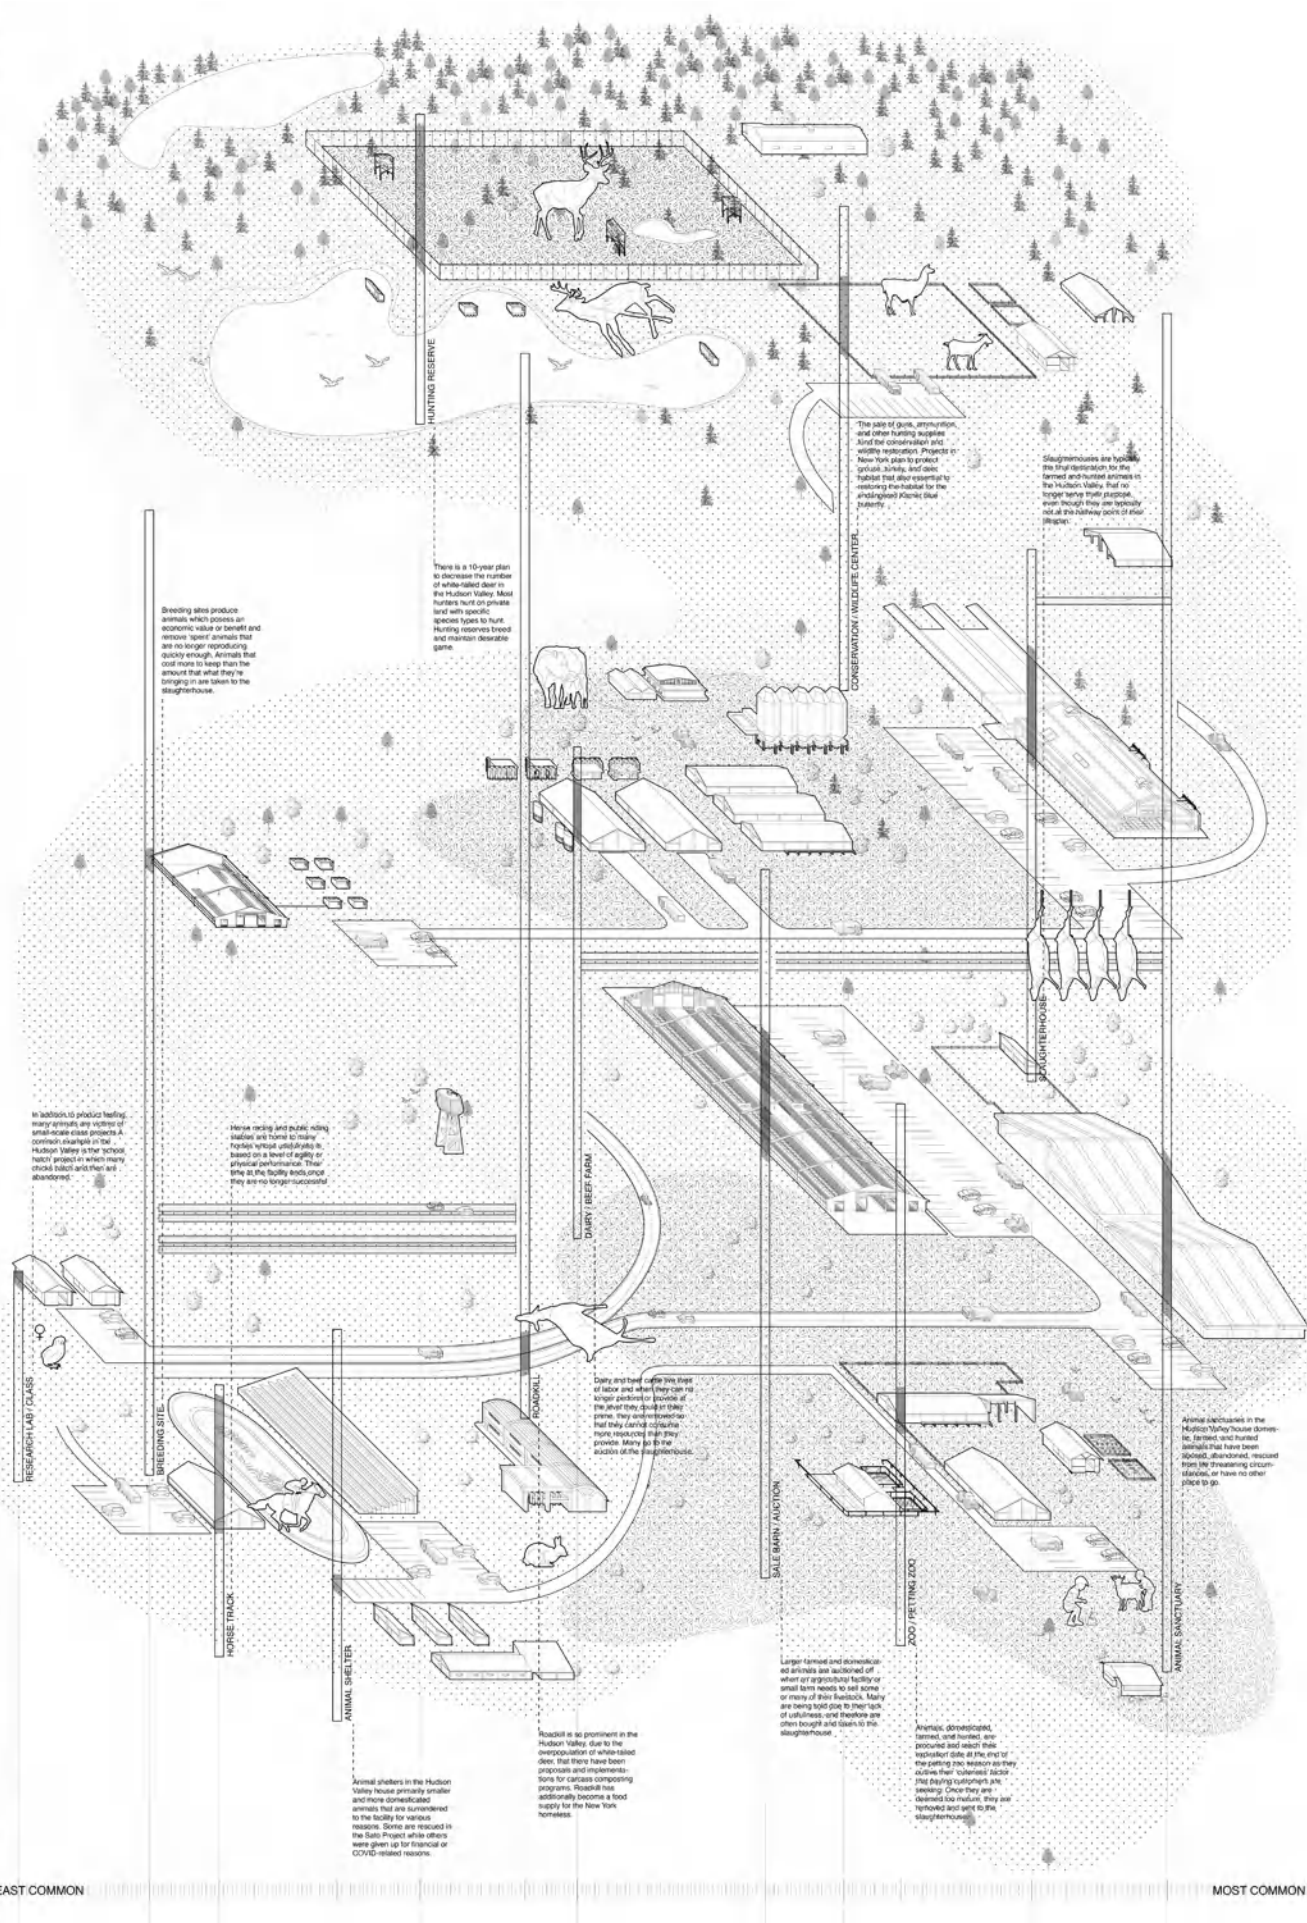 HUNTING RESERVE
The sale of guns, ammunition,
and other hunting supplies
fund the conservation and
wildlife restoration. Projects in
New York plan to protect
grouse, turkey, and deer
habitat that also essential to
restoring the habitat for the
endangered Karner blue
butterfly.
Slaughterhouses are typically
the final destination for the
farmed and hunted animals in
the Hudson Valley, that no
longer serve their purpose,
even though they are typically
not at the halfway point of their
lifespan.
There is a 10-year plan
to decrease the number
of white-tailed deer in
the Hudson Valley. Most
hunters hunt on private
land with specific
species types to hunt.
Hunting reserves breed
and maintain desirable
game.
CONSERVATION / WILDLIFE CENTER
Breeding sites produce
animals which posess an
economic value or benefit and
remove 'spent' animals that
are no longer reproducing
quickly enough. Animals that
cost more to keep than the
amount that what they're
bringing in are taken to the
slaughterhouse.
SLAUGHTERHOUSE
In addition to product testing,
many animals are victims of
small-scale class projects. A
common example in the
Hudson Valley is the 'school
hatch' project in which many
chicks hatch and then are
abandoned.
Horse racing and public riding
stables are home to many
horses whose usefulness is
based on a level of agility or
physical performance. Their
time at the facility ends once
they are no longer successful
DAIRY / BEEF FARM
RESEARCH LAB / CLASS
BREEDING SITE
ROADKILL
Dairy and beef cattle live lives
of labor and when they can no
longer perform or provide at
the level they could in their
prime, they are removed so
that they cannot consume
more resources than they
provide. Many go to the
auction of the slaughterhouse.
Animal sanctuaries in the
Hudson Valley house domes-
tic, farmed, and hunted
animals that have been
abused, abandoned, rescued
from life threatening circum-
stances, or have no other
place to go.
HORSE TRACK
ANIMAL SHELTER
SALE BARN / AUCTION
ZOO / PETTING ZOO
ANIMAL SANCTUARY
Larger farmed and domesticat-
ed animals are auctioned off
when an agricultural facility or
small farm needs to sell some
or many of their livestock. Many
are being sold due to their lack
of usfullness, and therefore are
often bought and taken to the
slaughterhouse
Animals, domesticated,
farmed, and hunted, are
procured and reach their
expiration date at the end of
the petting zoo season as they
outlive their 'cuteness' factor
that paying customers are
seeking. Once they are
deemed too mature, they are
removed and sent to the
slaughterhouse.
Roadkill is so prominent in the
Hudson Valley, due to the
overpopulation of white-tailed
deer, that there have been
proposals and implementa-
tions for carcass composting
programs. Roadkill has
additionally become a food
supply for the New York
homeless.
Animal shelters in the Hudson
Valley house primarily smaller
and more domesticated
animals that are surrendered
to the facility for various
reasons. Some are rescued in
the Sato Project while others
were given up for financial or
COVID-related reasons.
EAST COMMON
MOST COMMON